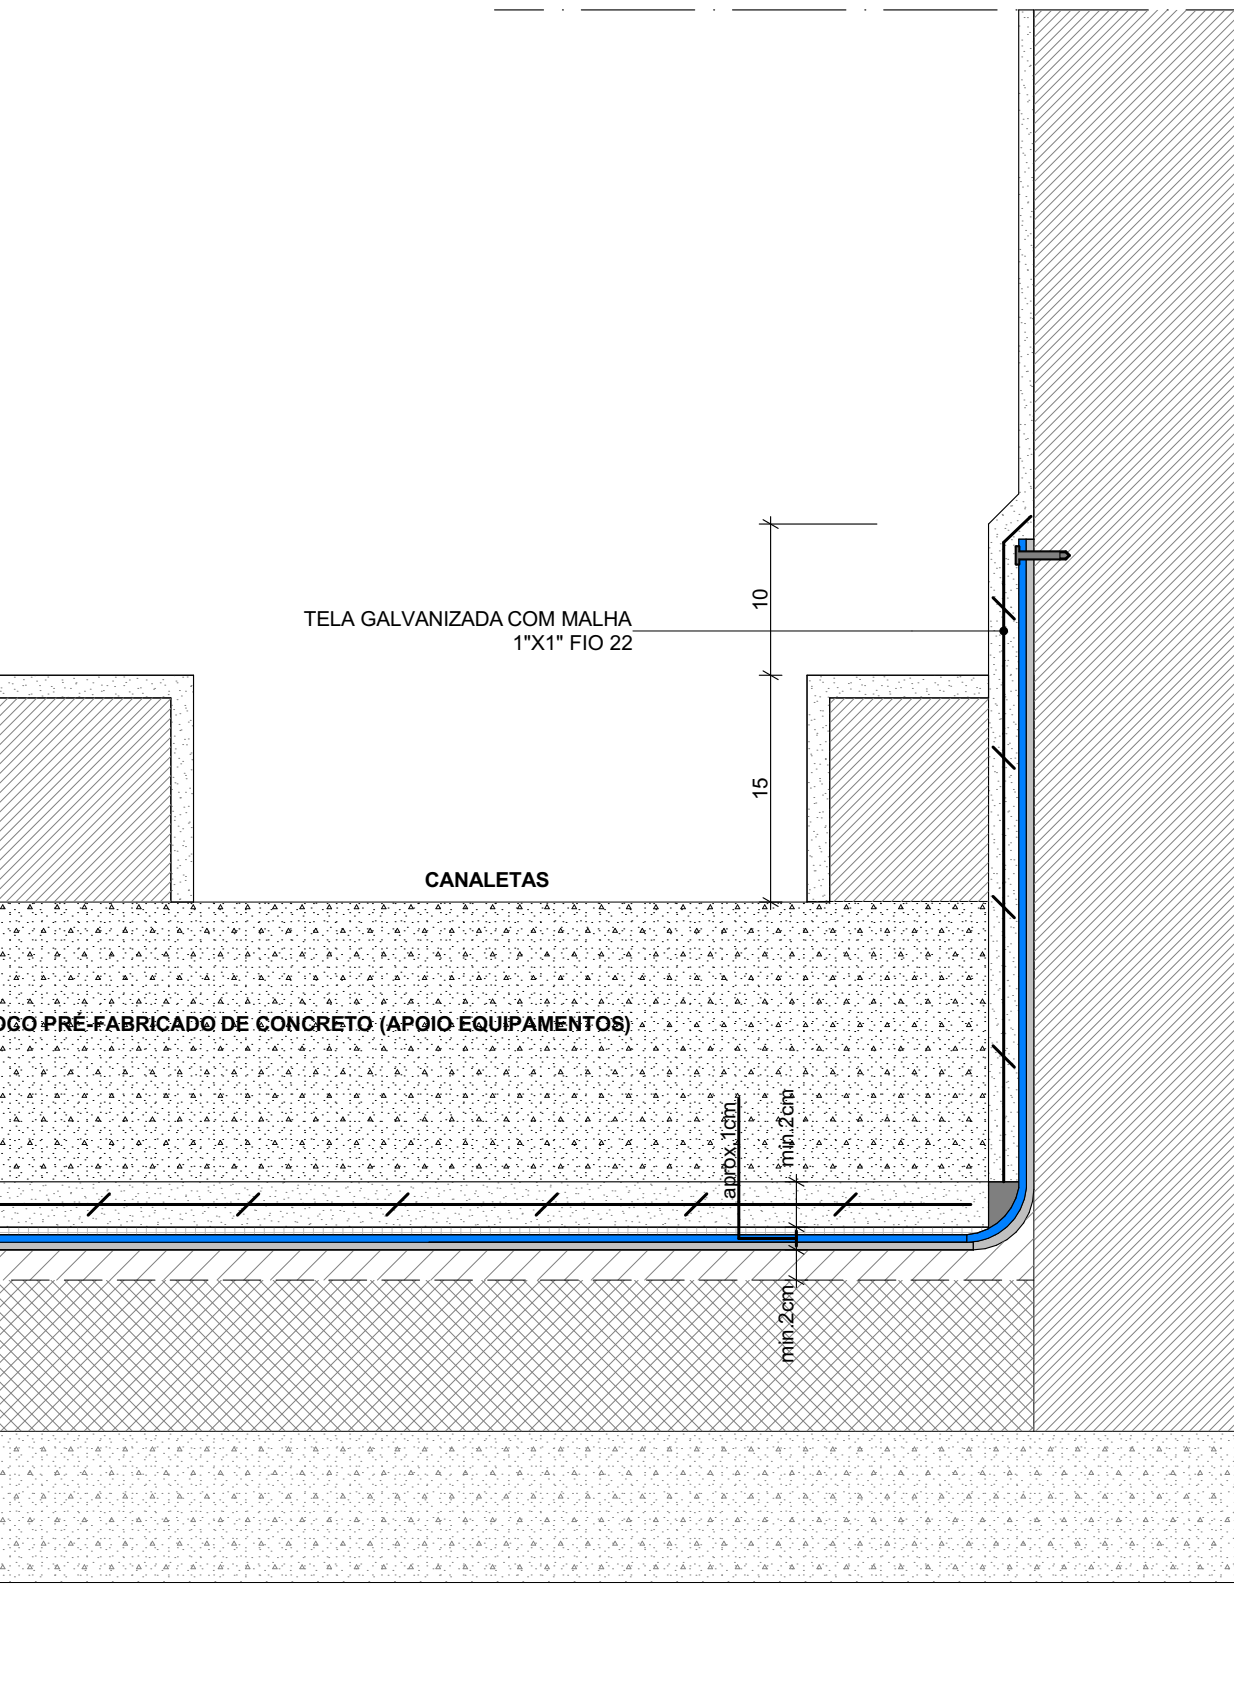 10
TELA GALVANIZADA COM MALHA
1"X1" FIO 22
15
CANALETAS
OCO PRÉ-FABRICADO DE CONCRETO (APOIO EQUIPAMENTOS)
aprox.1cm
min.2cm
min.2cm